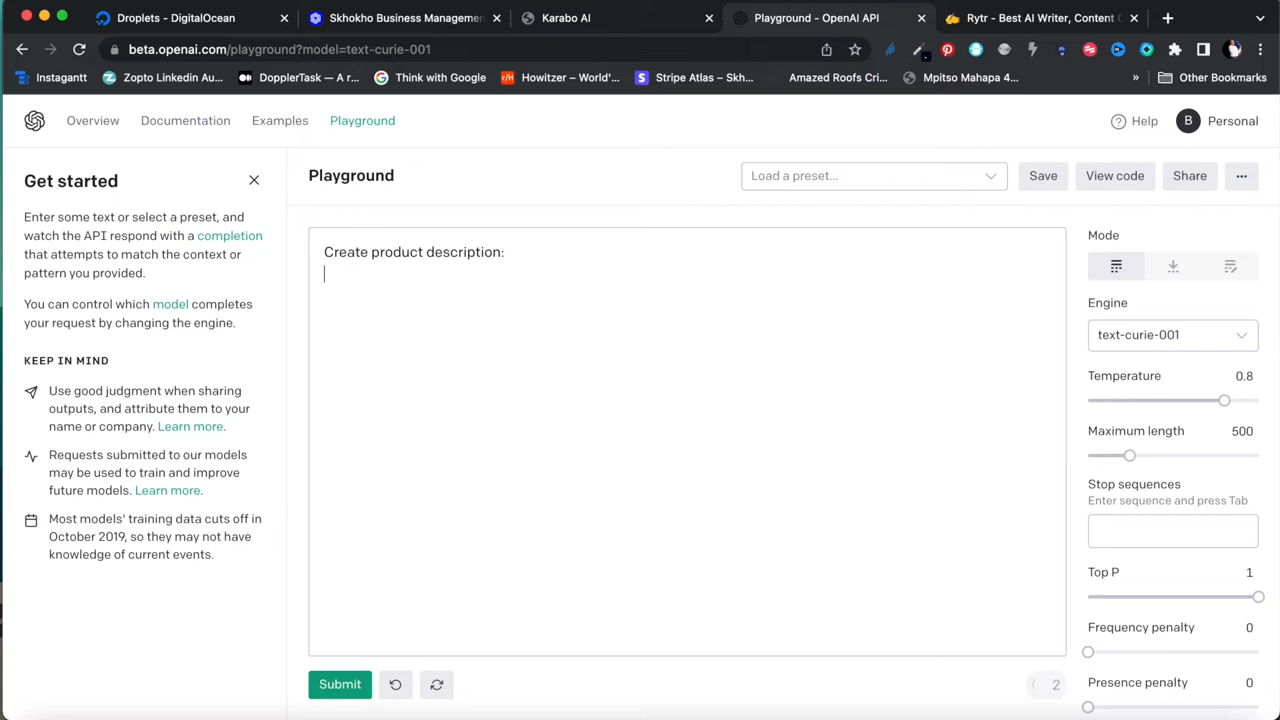 Droplets - DigitalOcean
Skhokho Business Managemen
Karabo AI
Playground - OpenAI API
Rytr - Best AI Writer, Content G
beta.openai.com/playground?model=text-curie-001
Instagantt
Zopto Linkedin Au...
DopplerTask — A r...
Think with Google
Howitzer – World'...
Stripe Atlas – Skh...
Amazed Roofs Cri...
Mpitso Mahapa 4...
»
Other Bookmarks
Overview
Documentation
Examples
Playground
Help
B
Personal
Get started
Enter some text or select a preset, and
watch the API respond with a completion
that attempts to match the context or
pattern you provided.
You can control which model completes
your request by changing the engine.
KEEP IN MIND
Use good judgment when sharing
outputs, and attribute them to your
name or company. Learn more.
Requests submitted to our models
may be used to train and improve
future models. Learn more.
Most models' training data cuts off in
October 2019, so they may not have
knowledge of current events.
Playground
Load a preset...
Save
View code
Share
...
Create product description:
Submit
2
Mode
Engine
text-curie-001
Temperature 0.8
Maximum length 500
Stop sequences
Enter sequence and press Tab
Top P 1
Frequency penalty 0
Presence penalty 0